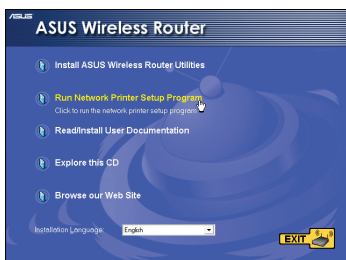 ASUS
ASUS Wireless Router
Install ASUS Wireless Router Utilities
Run Network Printer Setup Program
Click to run the network printer setup program
Read/Install User Documentation
Explore this CD
Browse our Web Site
Installation Language: English
EXIT